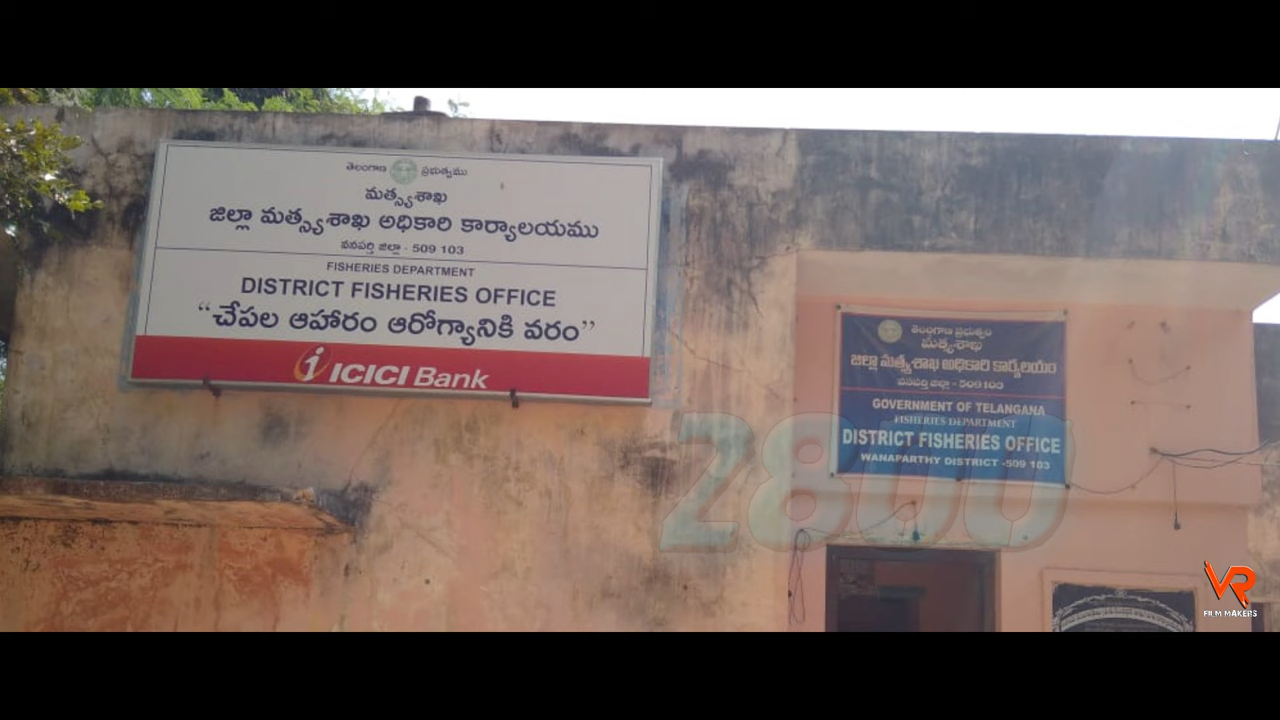 తెలంగాణ ప్రభుత్వము
మత్స్యశాఖ
జిల్లా మత్స్యశాఖ అధికారి కార్యాలయము
వనపర్తి జిల్లా - 509 103
FISHERIES DEPARTMENT
DISTRICT FISHERIES OFFICE
“చేపల ఆహారం ఆరోగ్యానికి వరం”
ICICI Bank
తెలంగాణ ప్రభుత్వం
మత్స్యశాఖ
జిల్లా మత్స్యశాఖ అధికారి కార్యలయం
వనపర్తి జిల్లా - 509103
GOVERNMENT OF TELANGANA
FISHERIES DEPARTMENT
DISTRICT FISHERIES OFFICE
WANAPARTHY DISTRICT -509 103
2800
VR
FILM MAKERS